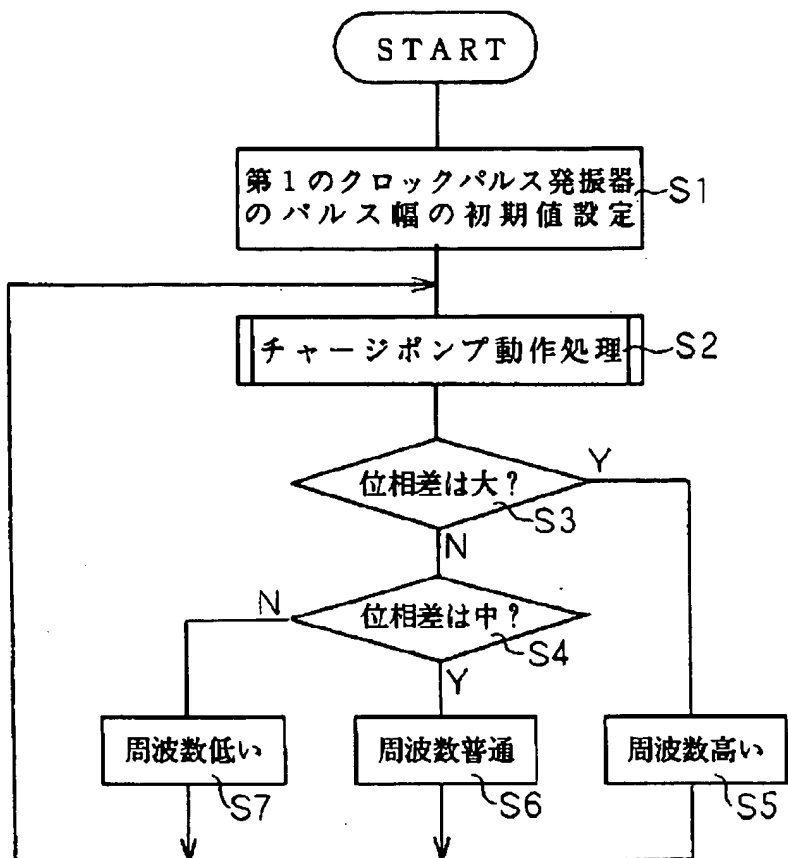 START
第1のクロックパルス発振器
のパルス幅の初期値設定
S1
チャージポンプ動作処理
S2
位相差は大?
Y
S3
N
位相差は中?
N
S4
Y
周波数低い
周波数普通
周波数高い
S7
S6
S5